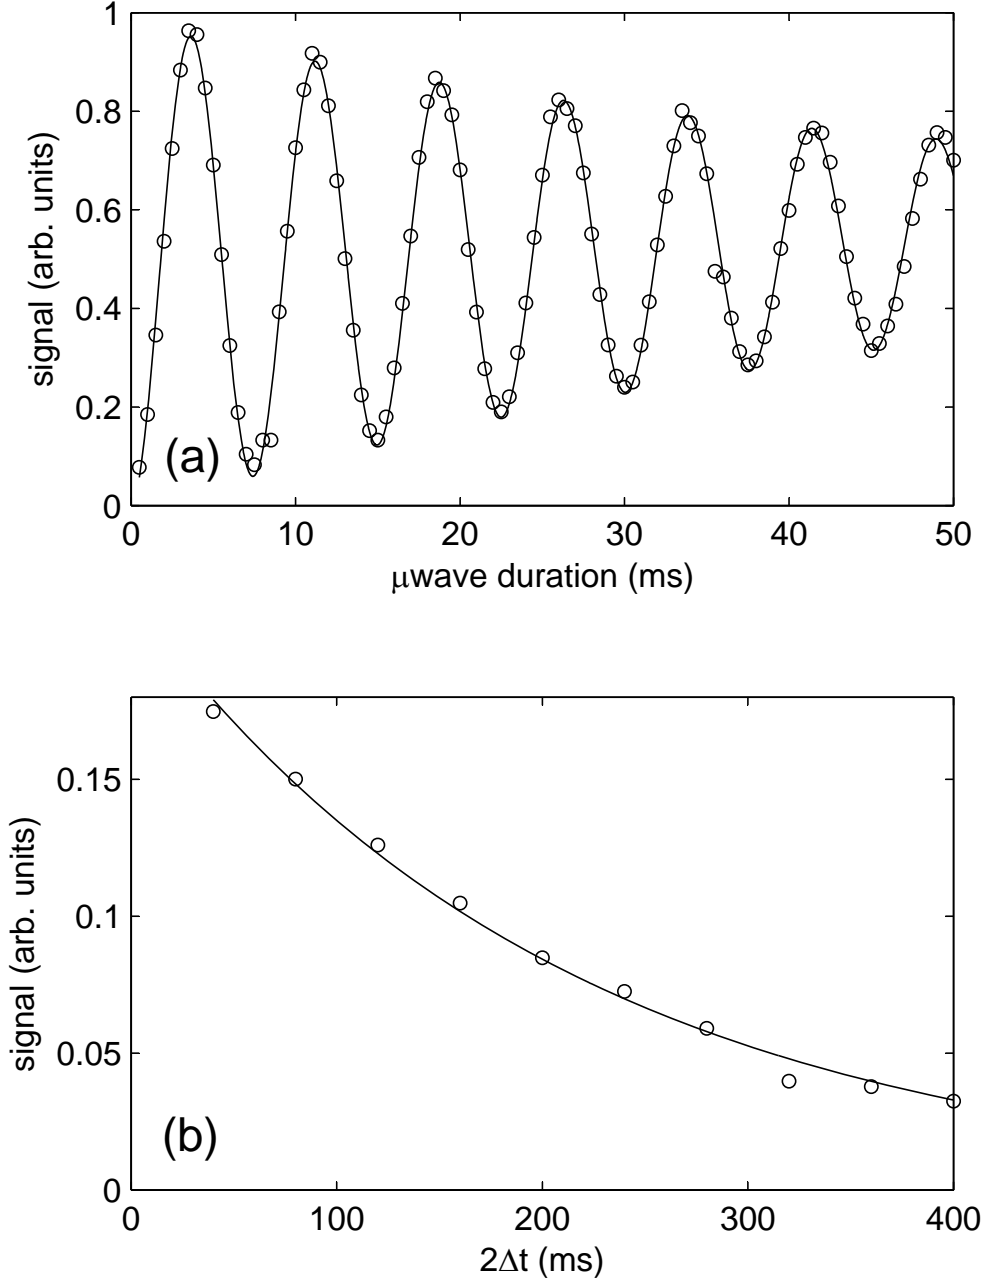 1
0.8
0.6
0.4
0.2
0
signal (arb. units)
(a)
0 10 20 30 40 50
μwave duration (ms)
0.15
0.1
0.05
0
signal (arb. units)
(b)
0 100 200 300 400
2Δt (ms)